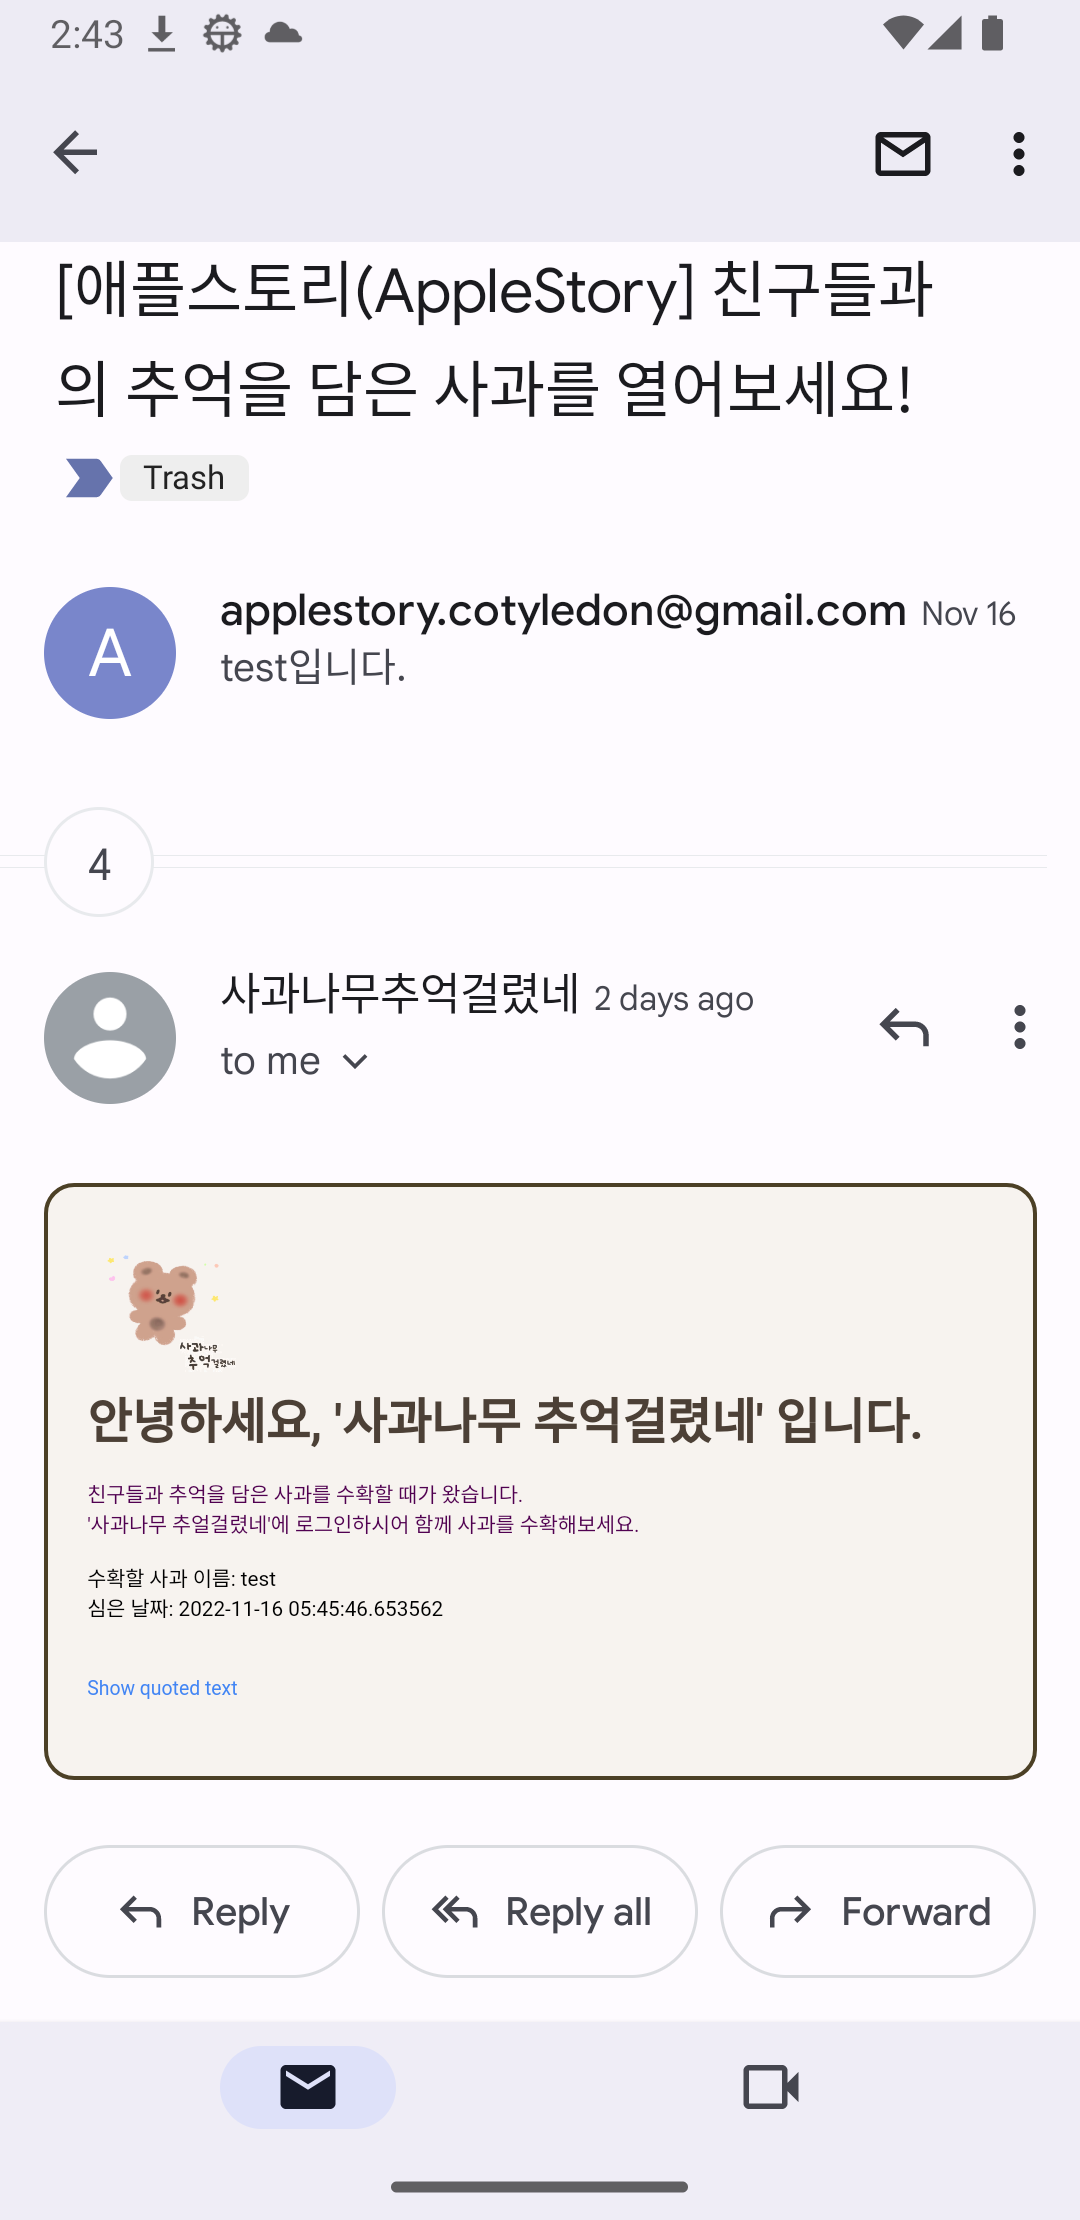 2:43
[애플스토리(AppleStory] 친구들과
의 추억을 담은 사과를 열어보세요!
Trash
A
applestory.cotyledon@gmail.com Nov 16
test입니다.
4
사과나무추억걸렸네 2 days ago
to me
사과나무
추억걸렸네
안녕하세요, '사과나무 추억걸렸네' 입니다.
친구들과 추억을 담은 사과를 수확할 때가 왔습니다.
'사과나무 추얼걸렸네'에 로그인하시어 함께 사과를 수확해보세요.
수확할 사과 이름: test
심은 날짜: 2022-11-16 05:45:46.653562
Show quoted text
Reply
Reply all
Forward